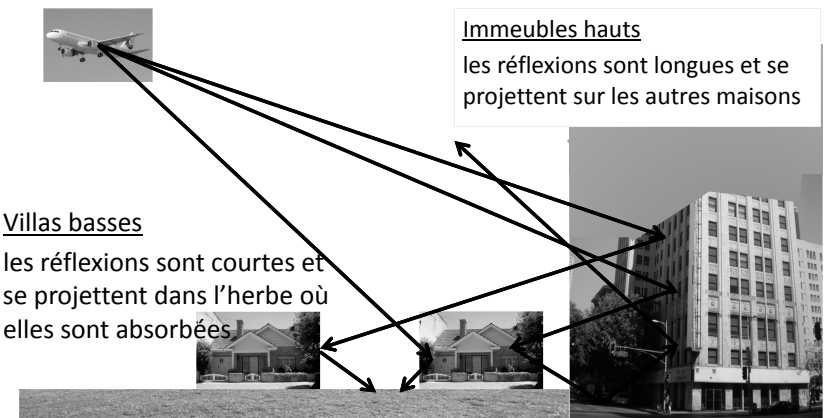 Immeubles hauts
les réflexions sont longues et se
projettent sur les autres maisons
Villas basses
les réflexions sont courtes et
se projettent dans l’herbe où
elles sont absorbées